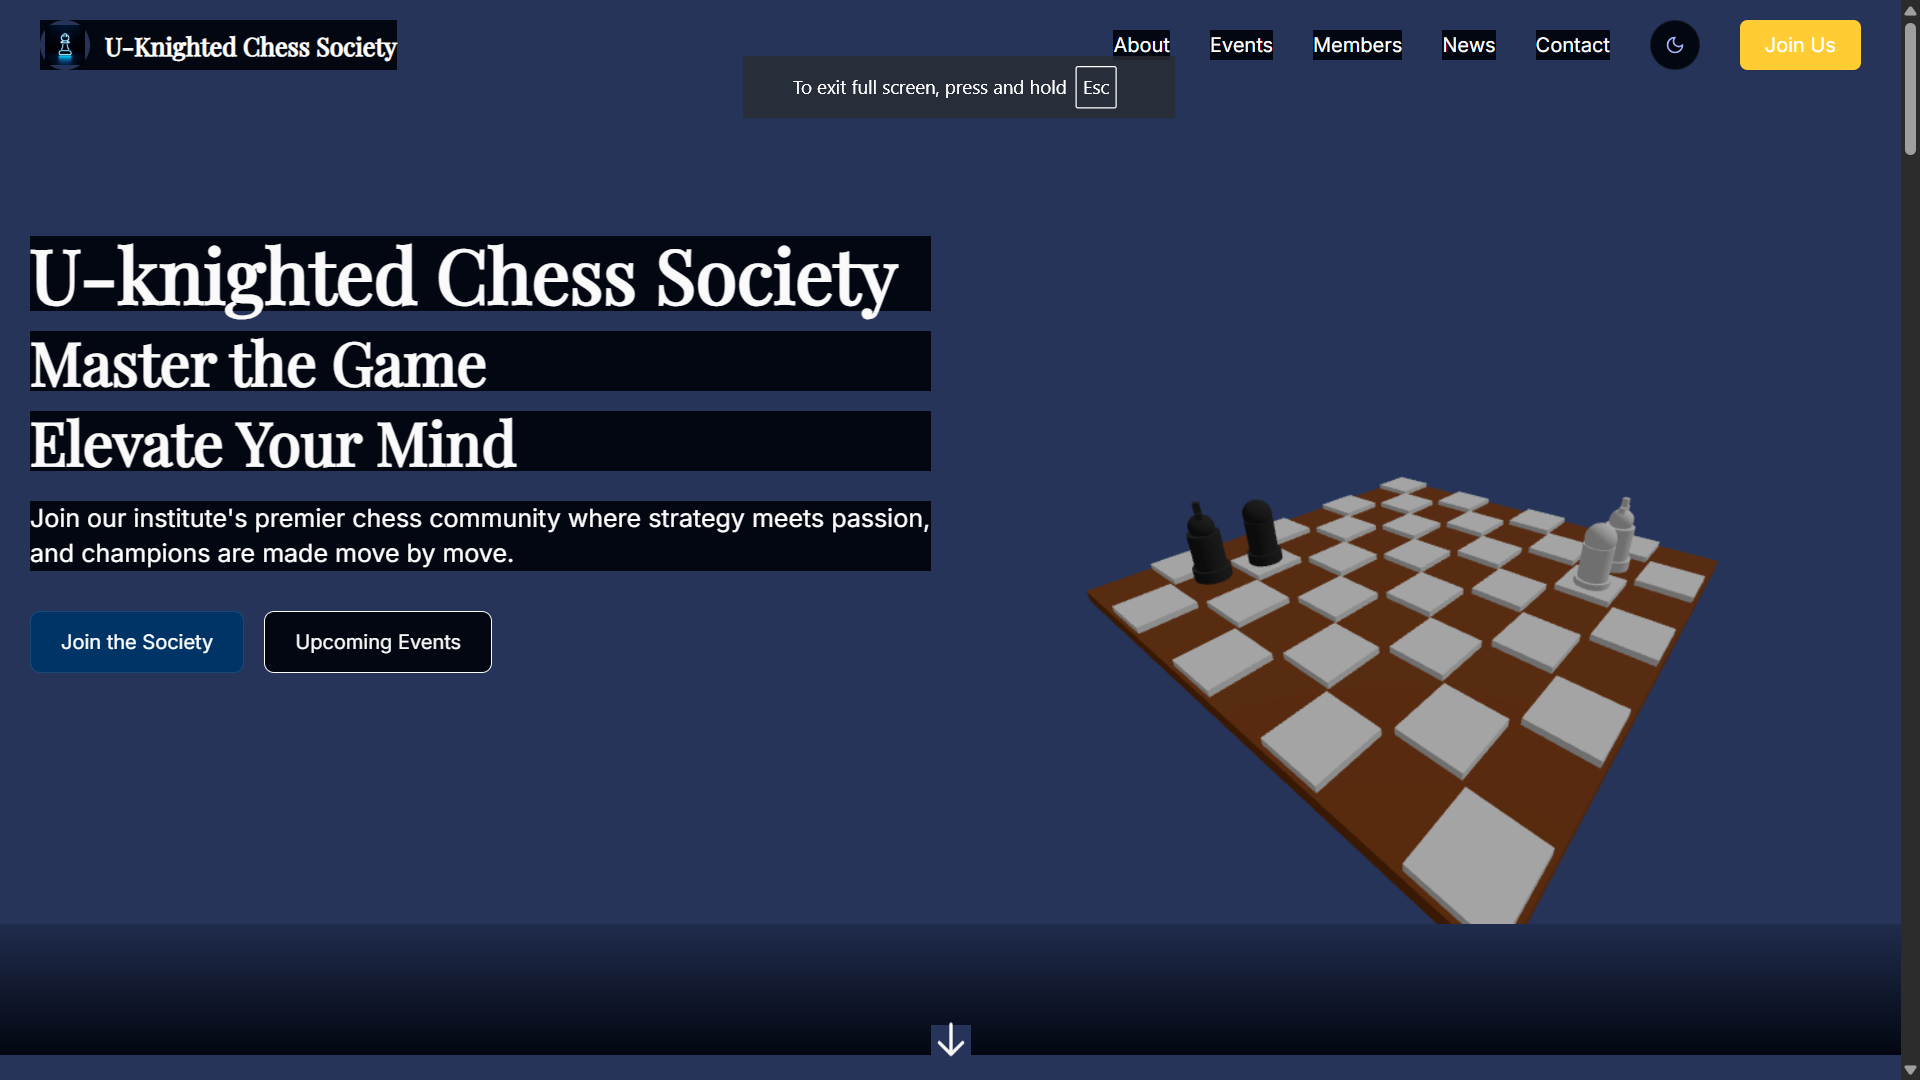 U-Knighted Chess Society
About
Events
Members
News
Contact
Join Us
To exit full screen, press and hold Esc
U-knighted Chess Society
Master the Game
Elevate Your Mind
Join our institute's premier chess community where strategy meets passion,
and champions are made move by move.
Join the Society
Upcoming Events